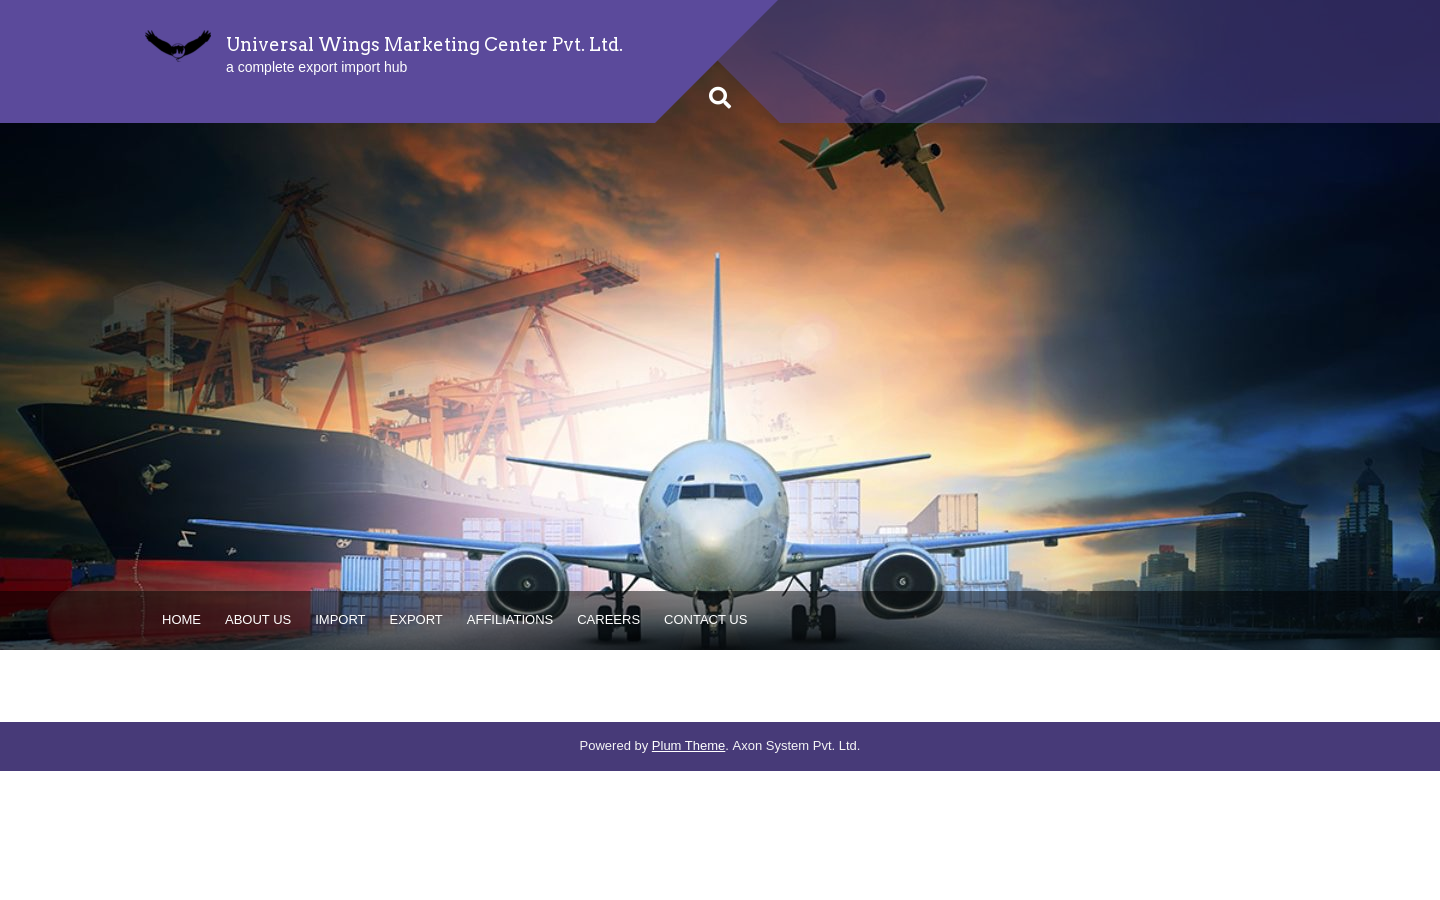 Universal Wings Marketing Center Pvt. Ltd.
a complete export import hub
HOME ABOUT US IMPORT EXPORT AFFILIATIONS CAREERS CONTACT US
Powered by Plum Theme. Axon System Pvt. Ltd.